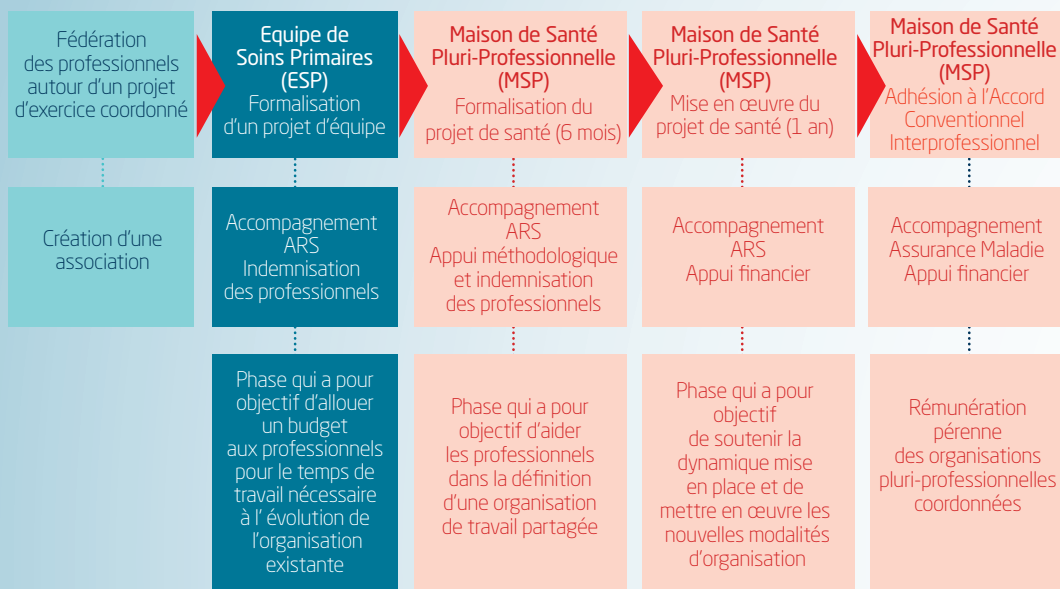 Fédération
des professionnels
autour d'un projet
d'exercice coordonné
Equipe de
Soins Primaires
(ESP)
Formalisation
d'un projet d'équipe
Maison de Santé
Pluri-Professionnelle
(MSP)
Formalisation du
projet de santé (6 mois)
Maison de Santé
Pluri-Professionnelle
(MSP)
Mise en œuvre du
projet de santé (1 an)
Maison de Santé
Pluri-Professionnelle
(MSP)
Adhésion à l'Accord
Conventionnel
Interprofessionnel
Création d'une
association
Accompagnement
ARS
Indemnisation
des professionnels
Accompagnement
ARS
Appui méthodologique
et indemnisation
des professionnels
Accompagnement
ARS
Appui financier
Accompagnement
Assurance Maladie
Appui financier
Phase qui a pour
objectif d'allouer
un budget
aux professionnels
pour le temps de
travail nécessaire
à l' évolution de
l'organisation
existante
Phase qui a pour
objectif d'aider
les professionnels
dans la définition
d'une organisation
de travail partagée
Phase qui a pour
objectif
de soutenir la
dynamique mise
en place et de
mettre en œuvre les
nouvelles modalités
d'organisation
Rémunération
pérenne
des organisations
pluri-professionnelles
coordonnées